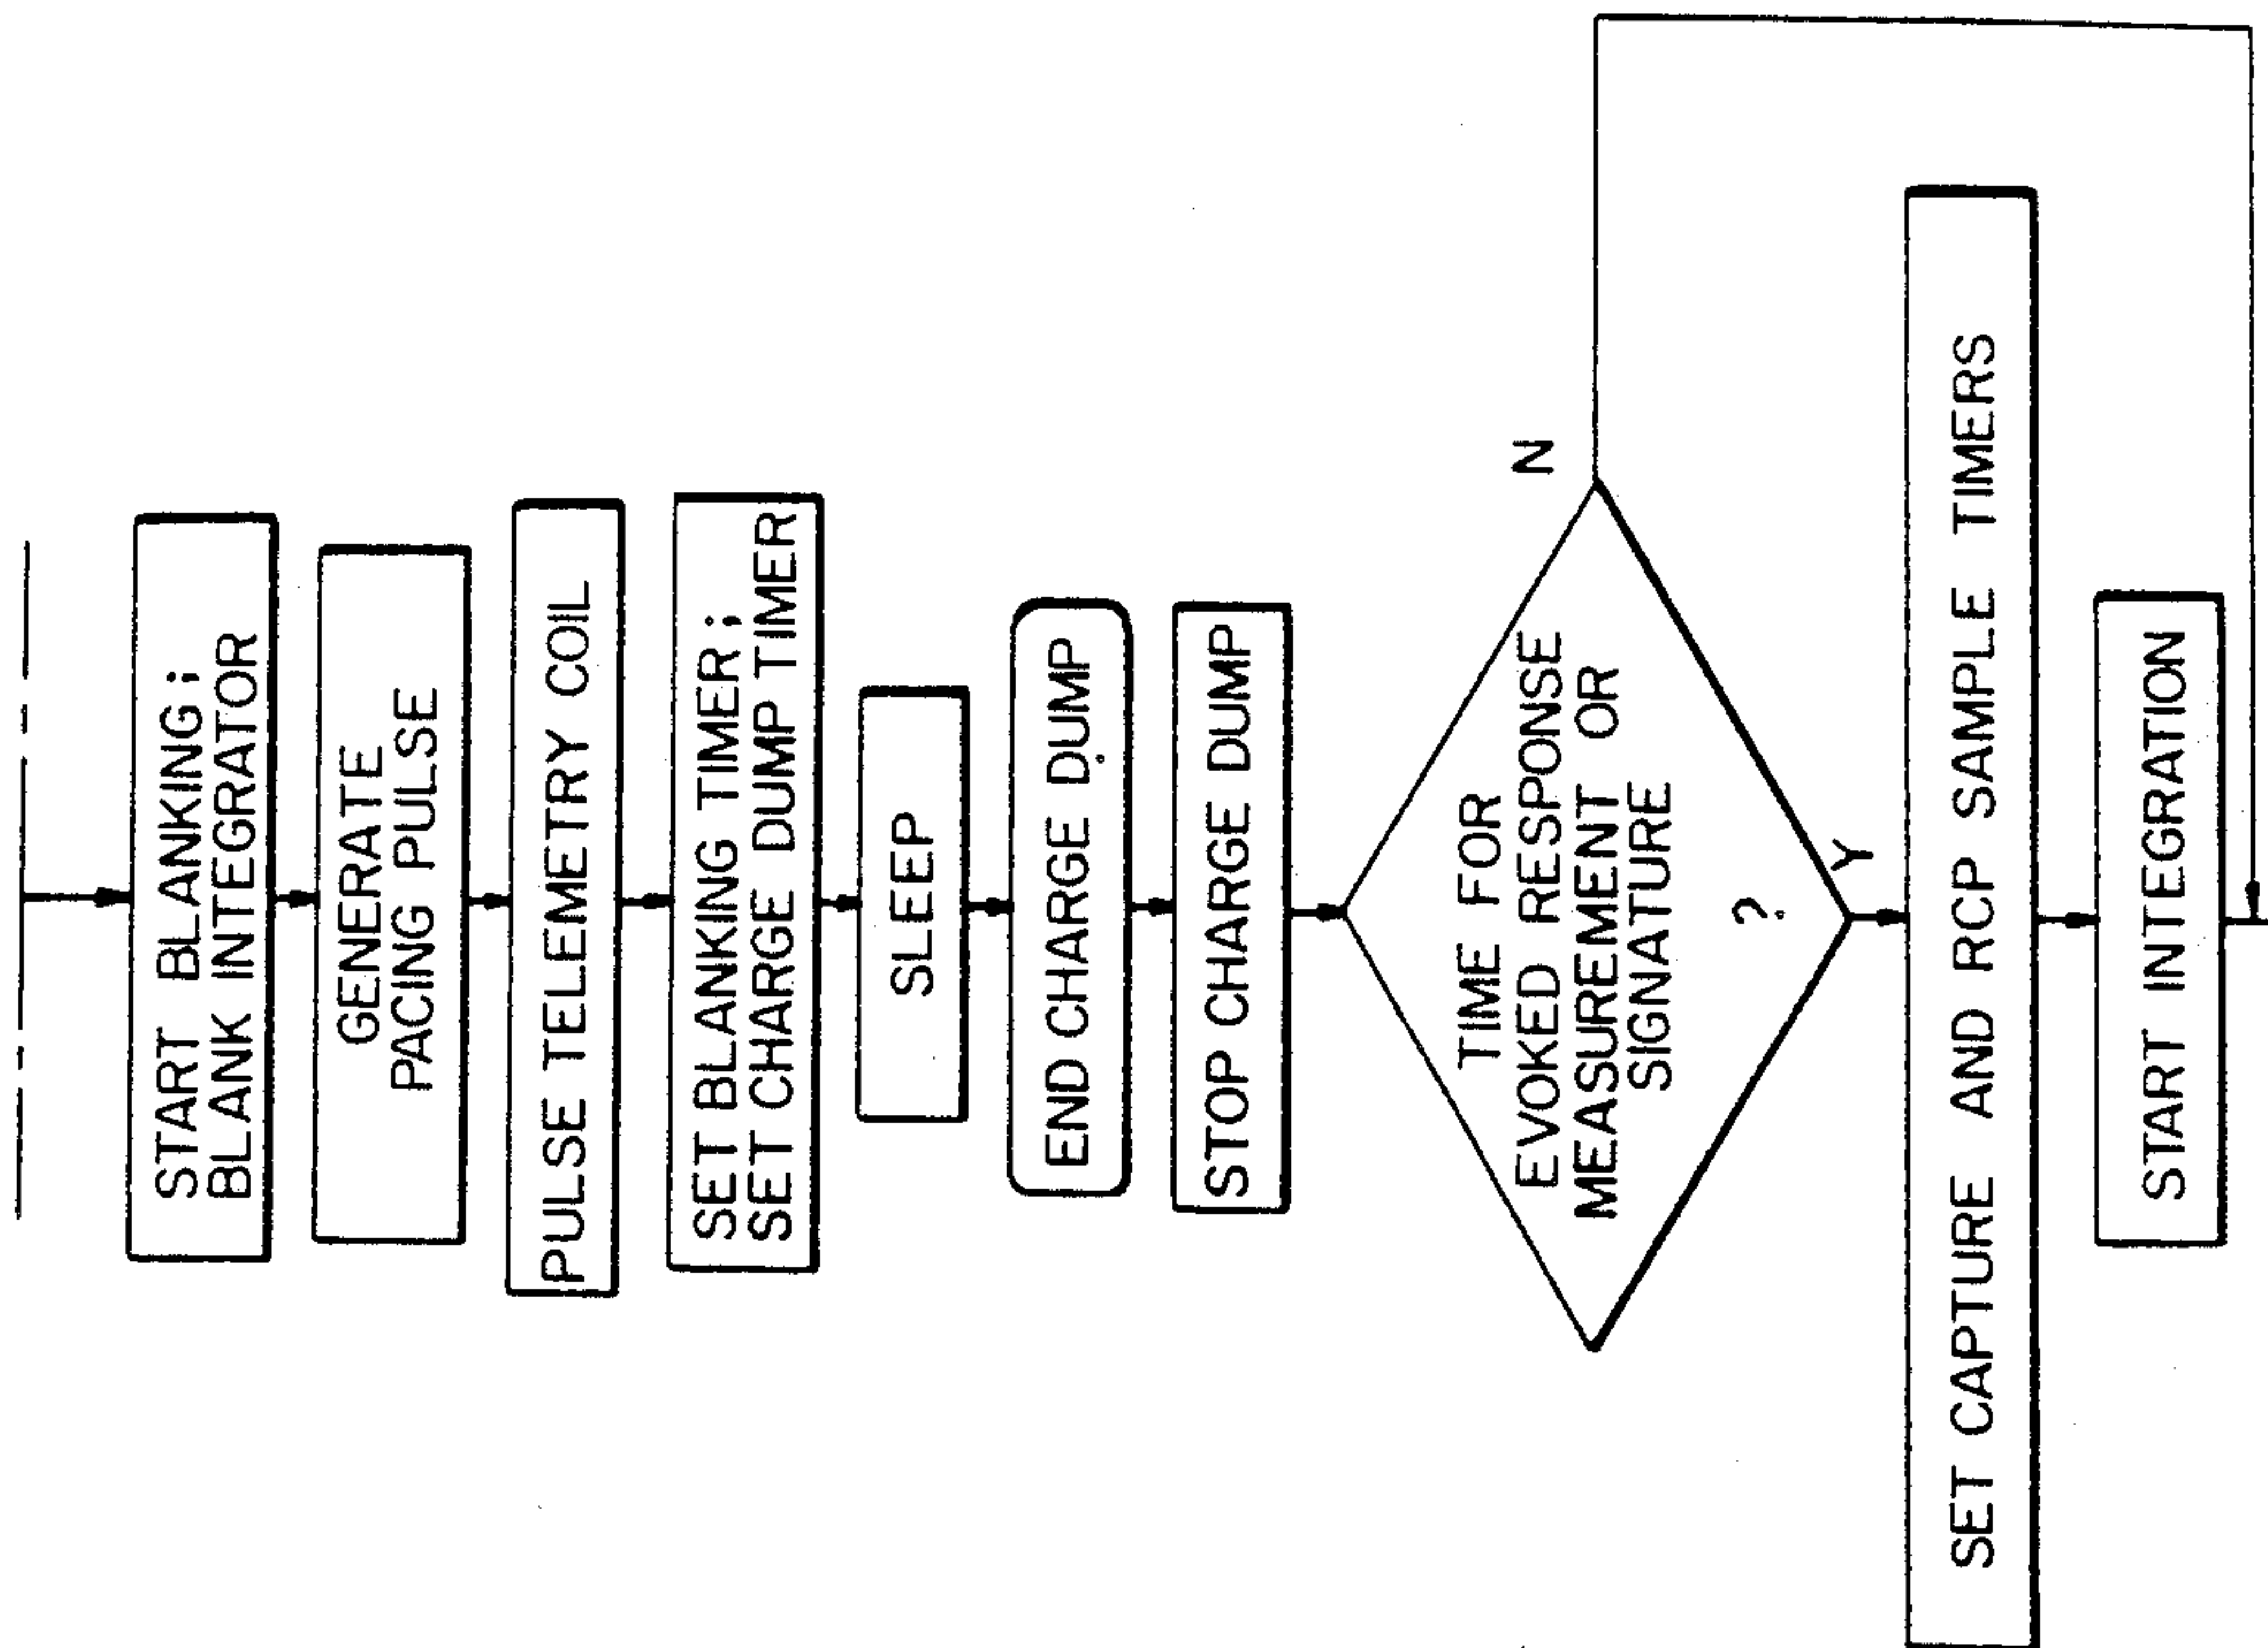 START BLANKING;
BLANK INTEGRATOR
GENERATE
PACING PULSE
PULSE TELEMETRY COIL
SET BLANKING TIMER;
SET CHARGE DUMP TIMER
SLEEP
END CHARGE DUMP
STOP CHARGE DUMP
TIME FOR
EVOKED RESPONSE
MEASUREMENT OR
SIGNATURE
?
N
Y
SET CAPTURE AND RCP SAMPLE TIMERS
START INTEGRATION